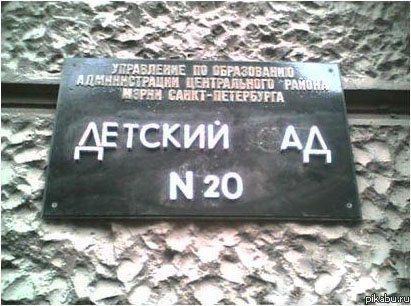 УПРАВЛЕНИЕ ПО ОБРАЗОВАНИЮ
АДМИНИСТРАЦИИ ЦЕНТРАЛЬНОГО РАЙОНА
МЭРИИ САНКТ-ПЕТЕРБУРГА
ДЕТСКИЙ АД
N 20
pikabu.ru